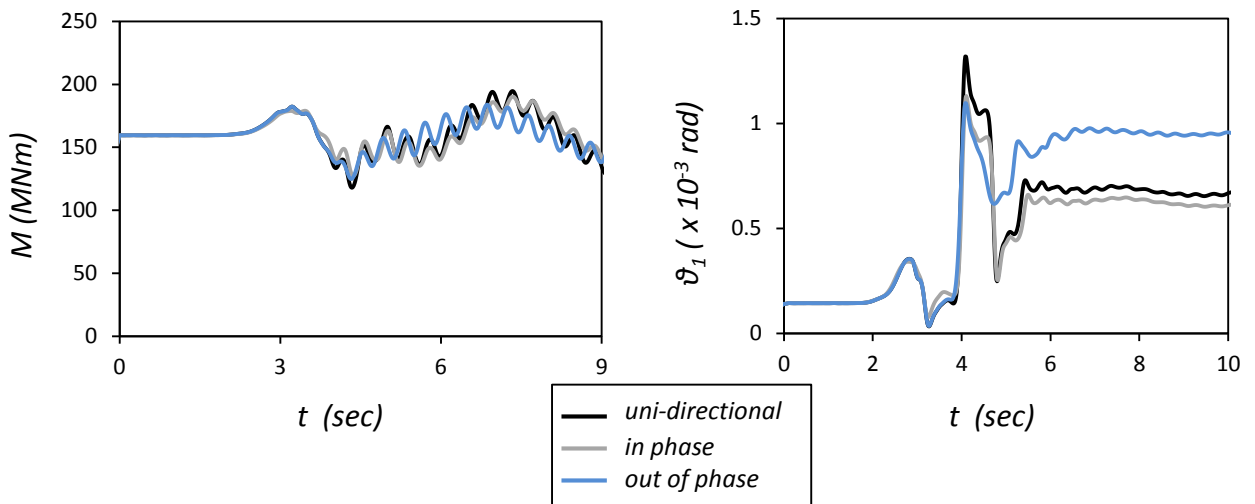 250
200
150
100
50
0
M (MNm)
0 3 6 9
t (sec)
1.5
1
0.5
0
ϑ1 ( x 10-3 rad)
0 2 4 6 8 10
t (sec)
uni-directional
in phase
out of phase